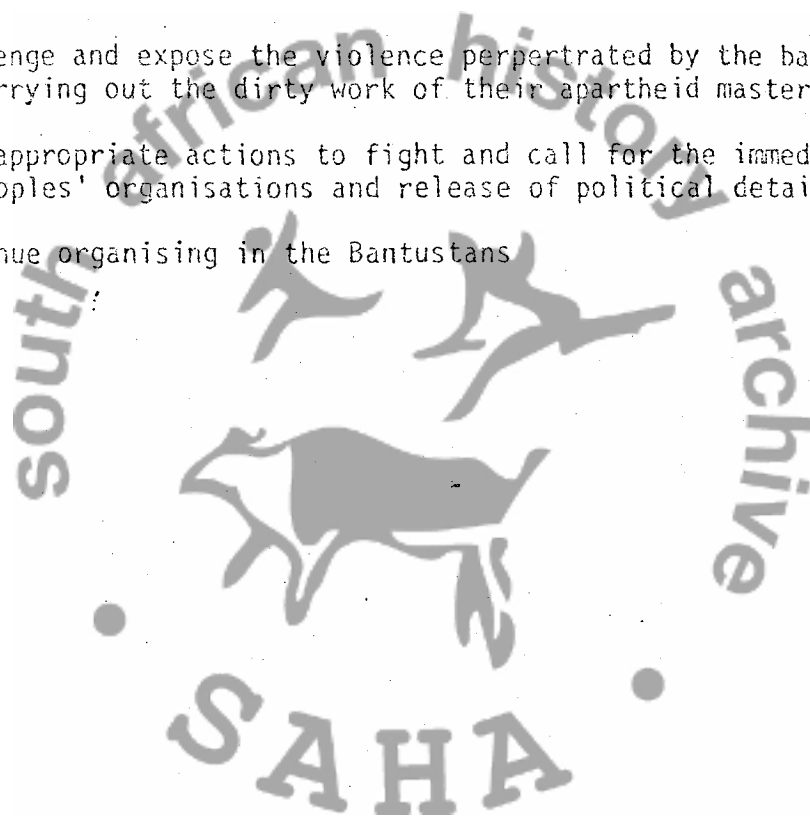 enge and expose the violence perpertrated by the ba
rrying out the dirty work of their apartheid master
appropriate actions to fight and call for the immed
oples' organisations and release of political detai
nue organising in the Bantustans
south african history archive
SAHA